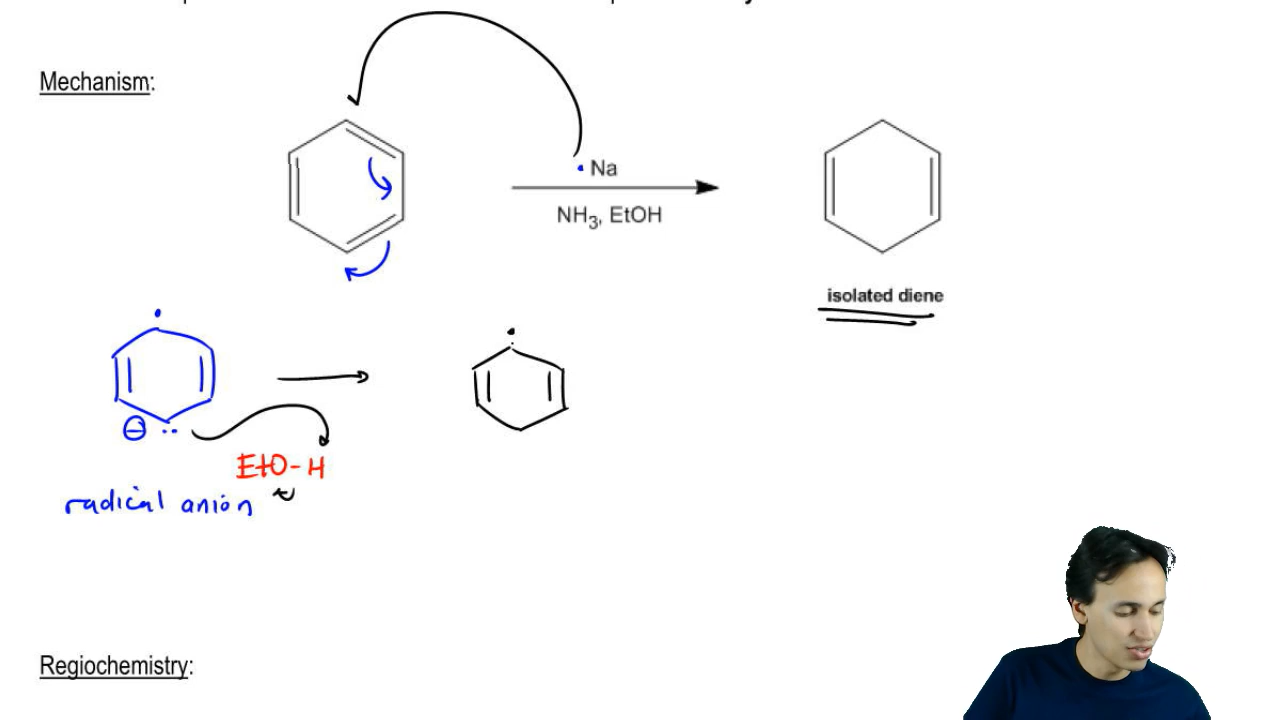 Mechanism:
• Na
NH3, EtOH
isolated diene
⊖ ••
EtO-H
radical anion
Regiochemistry: